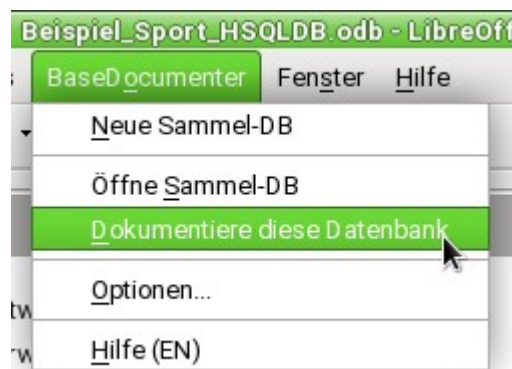 Beispiel_Sport_HSQLDB.odb - LibreOff
BaseDocumenter Fenster Hilfe
Neue Sammel-DB
Öffne Sammel-DB
Dokumentiere diese Datenbank
Optionen...
Hilfe (EN)